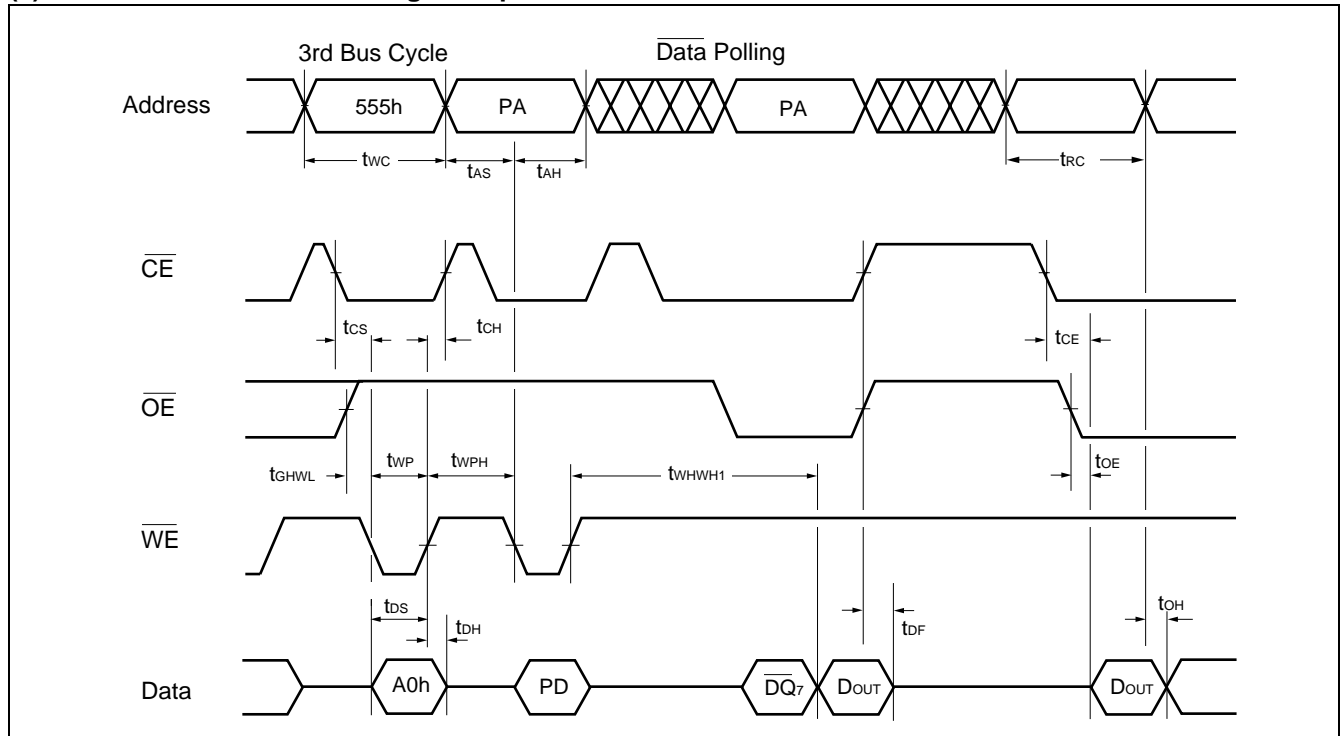 3rd Bus Cycle Data Polling
Address 555h PA PA
tWC tAS tAH tRC
CE
tCS tCH tCE
OE
tGHWL tWP tWPH tWHWH1 tOE
WE
tDS tDH tDF tOH
Data A0h PD DQ7 DOUT DOUT